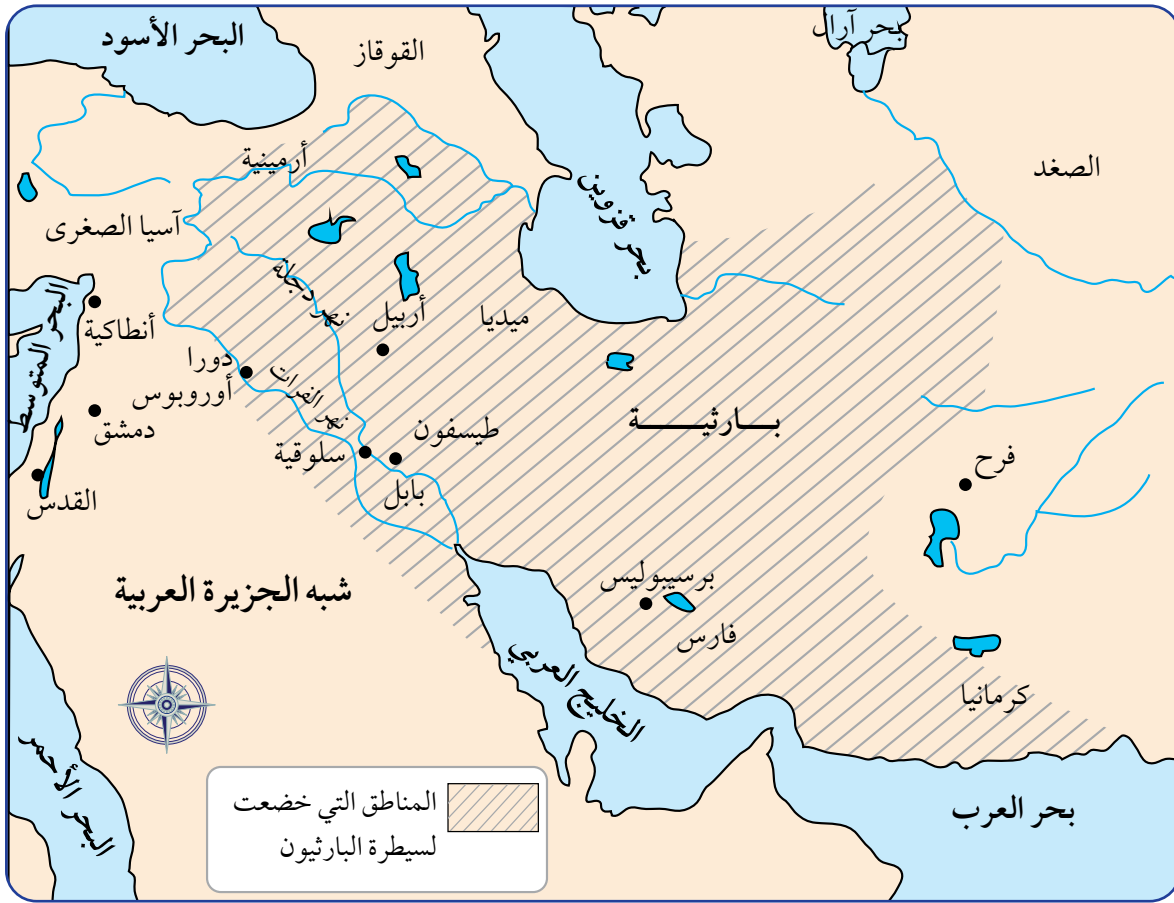 البحر الأسود
القوقاز
بحر آرال
أرمينية
الصغد
بحر قزوين
آسيا الصغرى
نهر دجلة
البحر المتوسط
أنطاكية
أربيل
ميديا
دورا
أوروبوس
نهر الفرات
دمشق
بـــارثيـــــة
طيسفون
سلوقية
فرح
القدس
بابل
برسيبوليس
شبه الجزيرة العربية
فارس
الخليج العربي
كرمانيا
البحر الأحمر
بحر العرب
المناطق التي خضعت
لسيطرة البارثيون